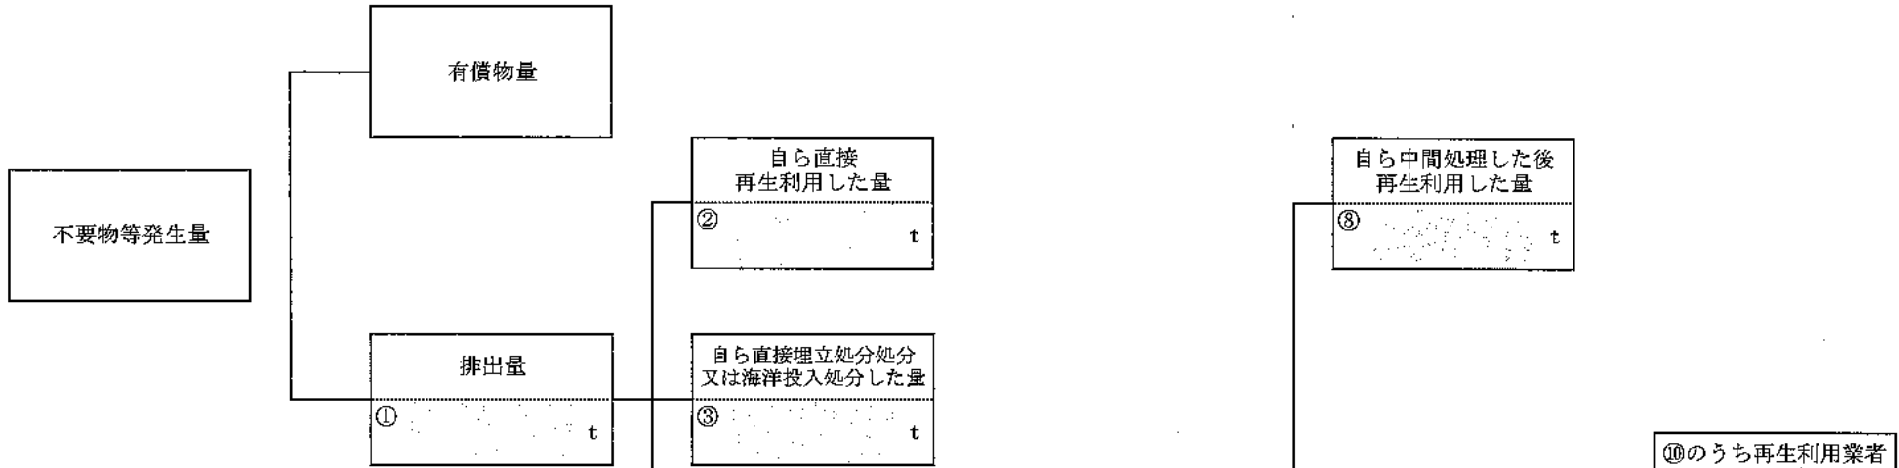 有償物量
不要物等発生量
自ら直接
再生利用した量
②
t
自ら中間処理した後
再生利用した量
⑧
t
排出量
①
t
自ら直接埋立処分処分
又は海洋投入処分した量
③
t
⑩のうち再生利用業者